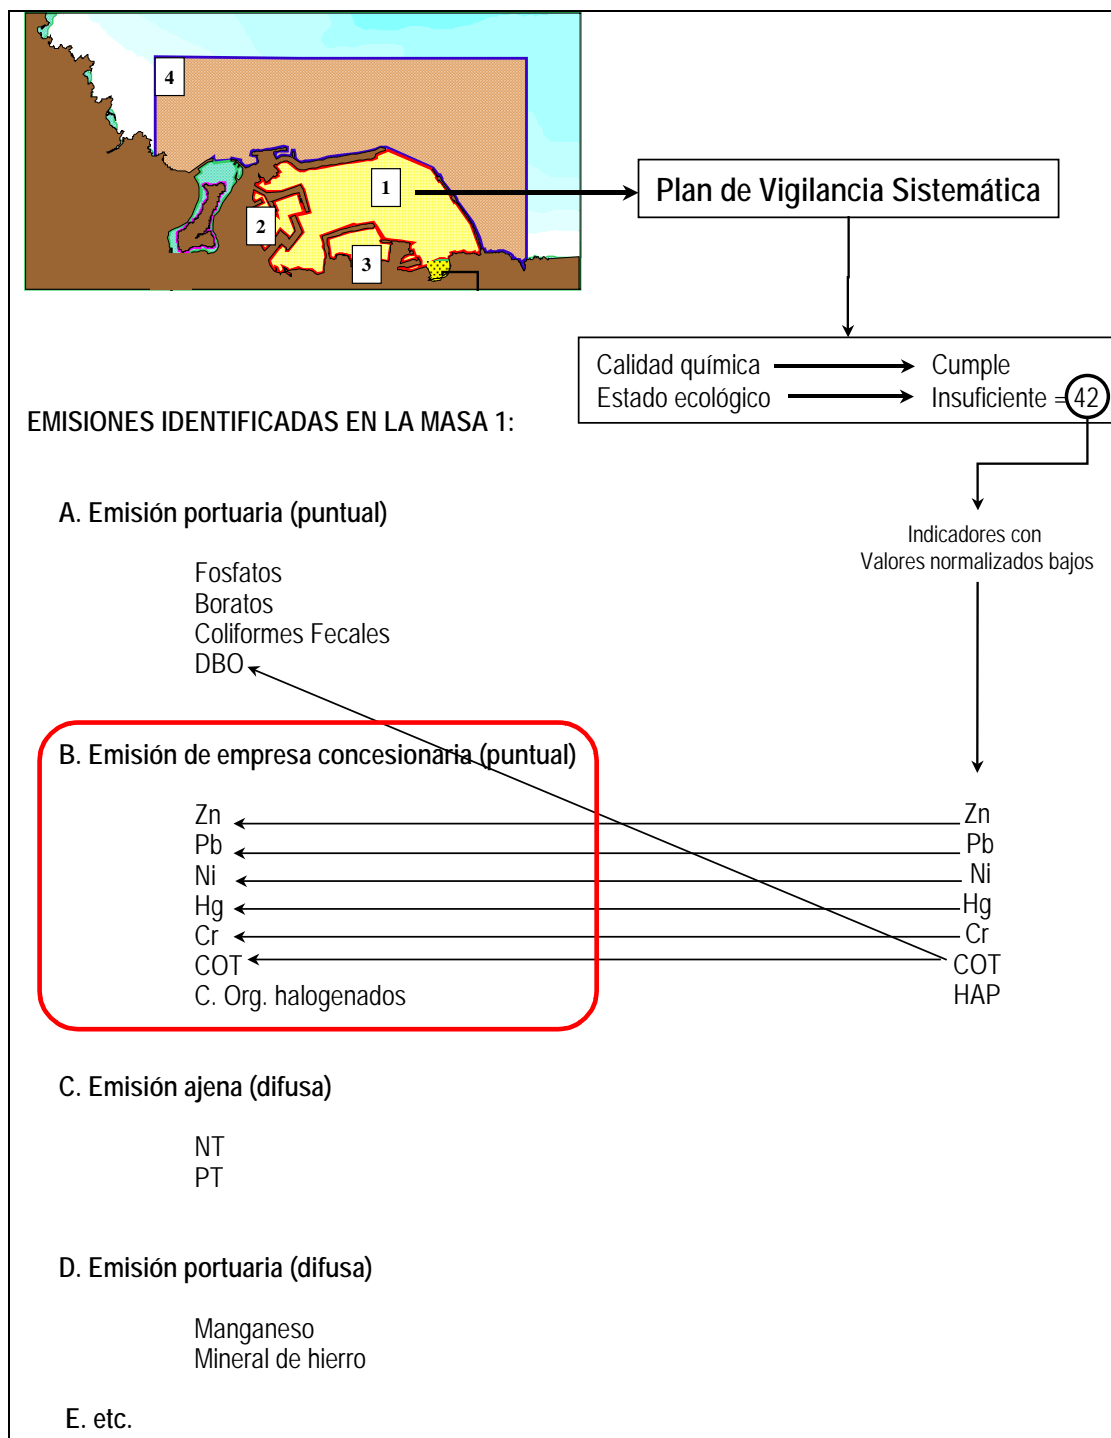 4
1
2
3
Plan de Vigilancia Sistemática
Calidad química Cumple
Estado ecológico Insuficiente = 42
EMISIONES IDENTIFICADAS EN LA MASA 1:
Indicadores con
Valores normalizados bajos
A. Emisión portuaria (puntual)
Fosfatos
Boratos
Coliformes Fecales
DBO
B. Emisión de empresa concesionaria (puntual)
Zn
Pb
Ni
Hg
Cr
COT
C. Org. halogenados
Zn
Pb
Ni
Hg
Cr
COT
HAP
C. Emisión ajena (difusa)
NT
PT
D. Emisión portuaria (difusa)
Manganeso
Mineral de hierro
E. etc.